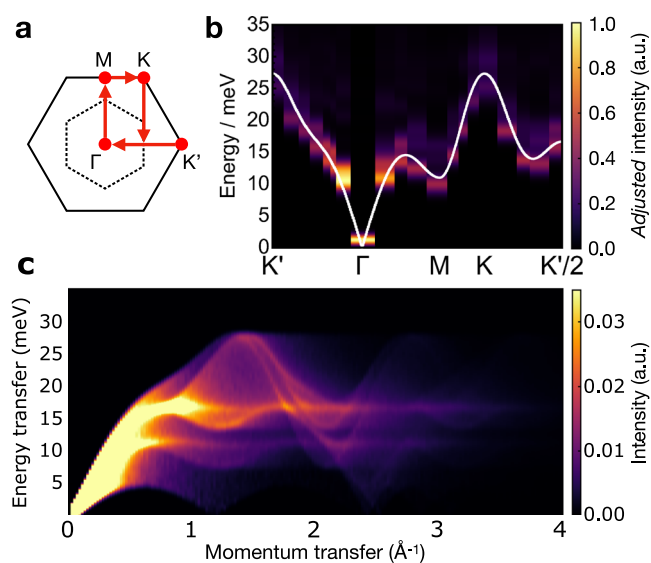 a
M
K
Γ
K'
b
35
30
25
20
15
10
5
0
Energy / meV
K'
Γ
M
K
K'/2
1.0
0.8
0.6
0.4
0.2
0.0
Adjusted intensity (a.u.)
c
30
25
20
15
10
5
Energy transfer (meV)
0
1
2
3
4
Momentum transfer (Å⁻¹)
0.03
0.02
0.01
0.00
Intensity (a.u.)